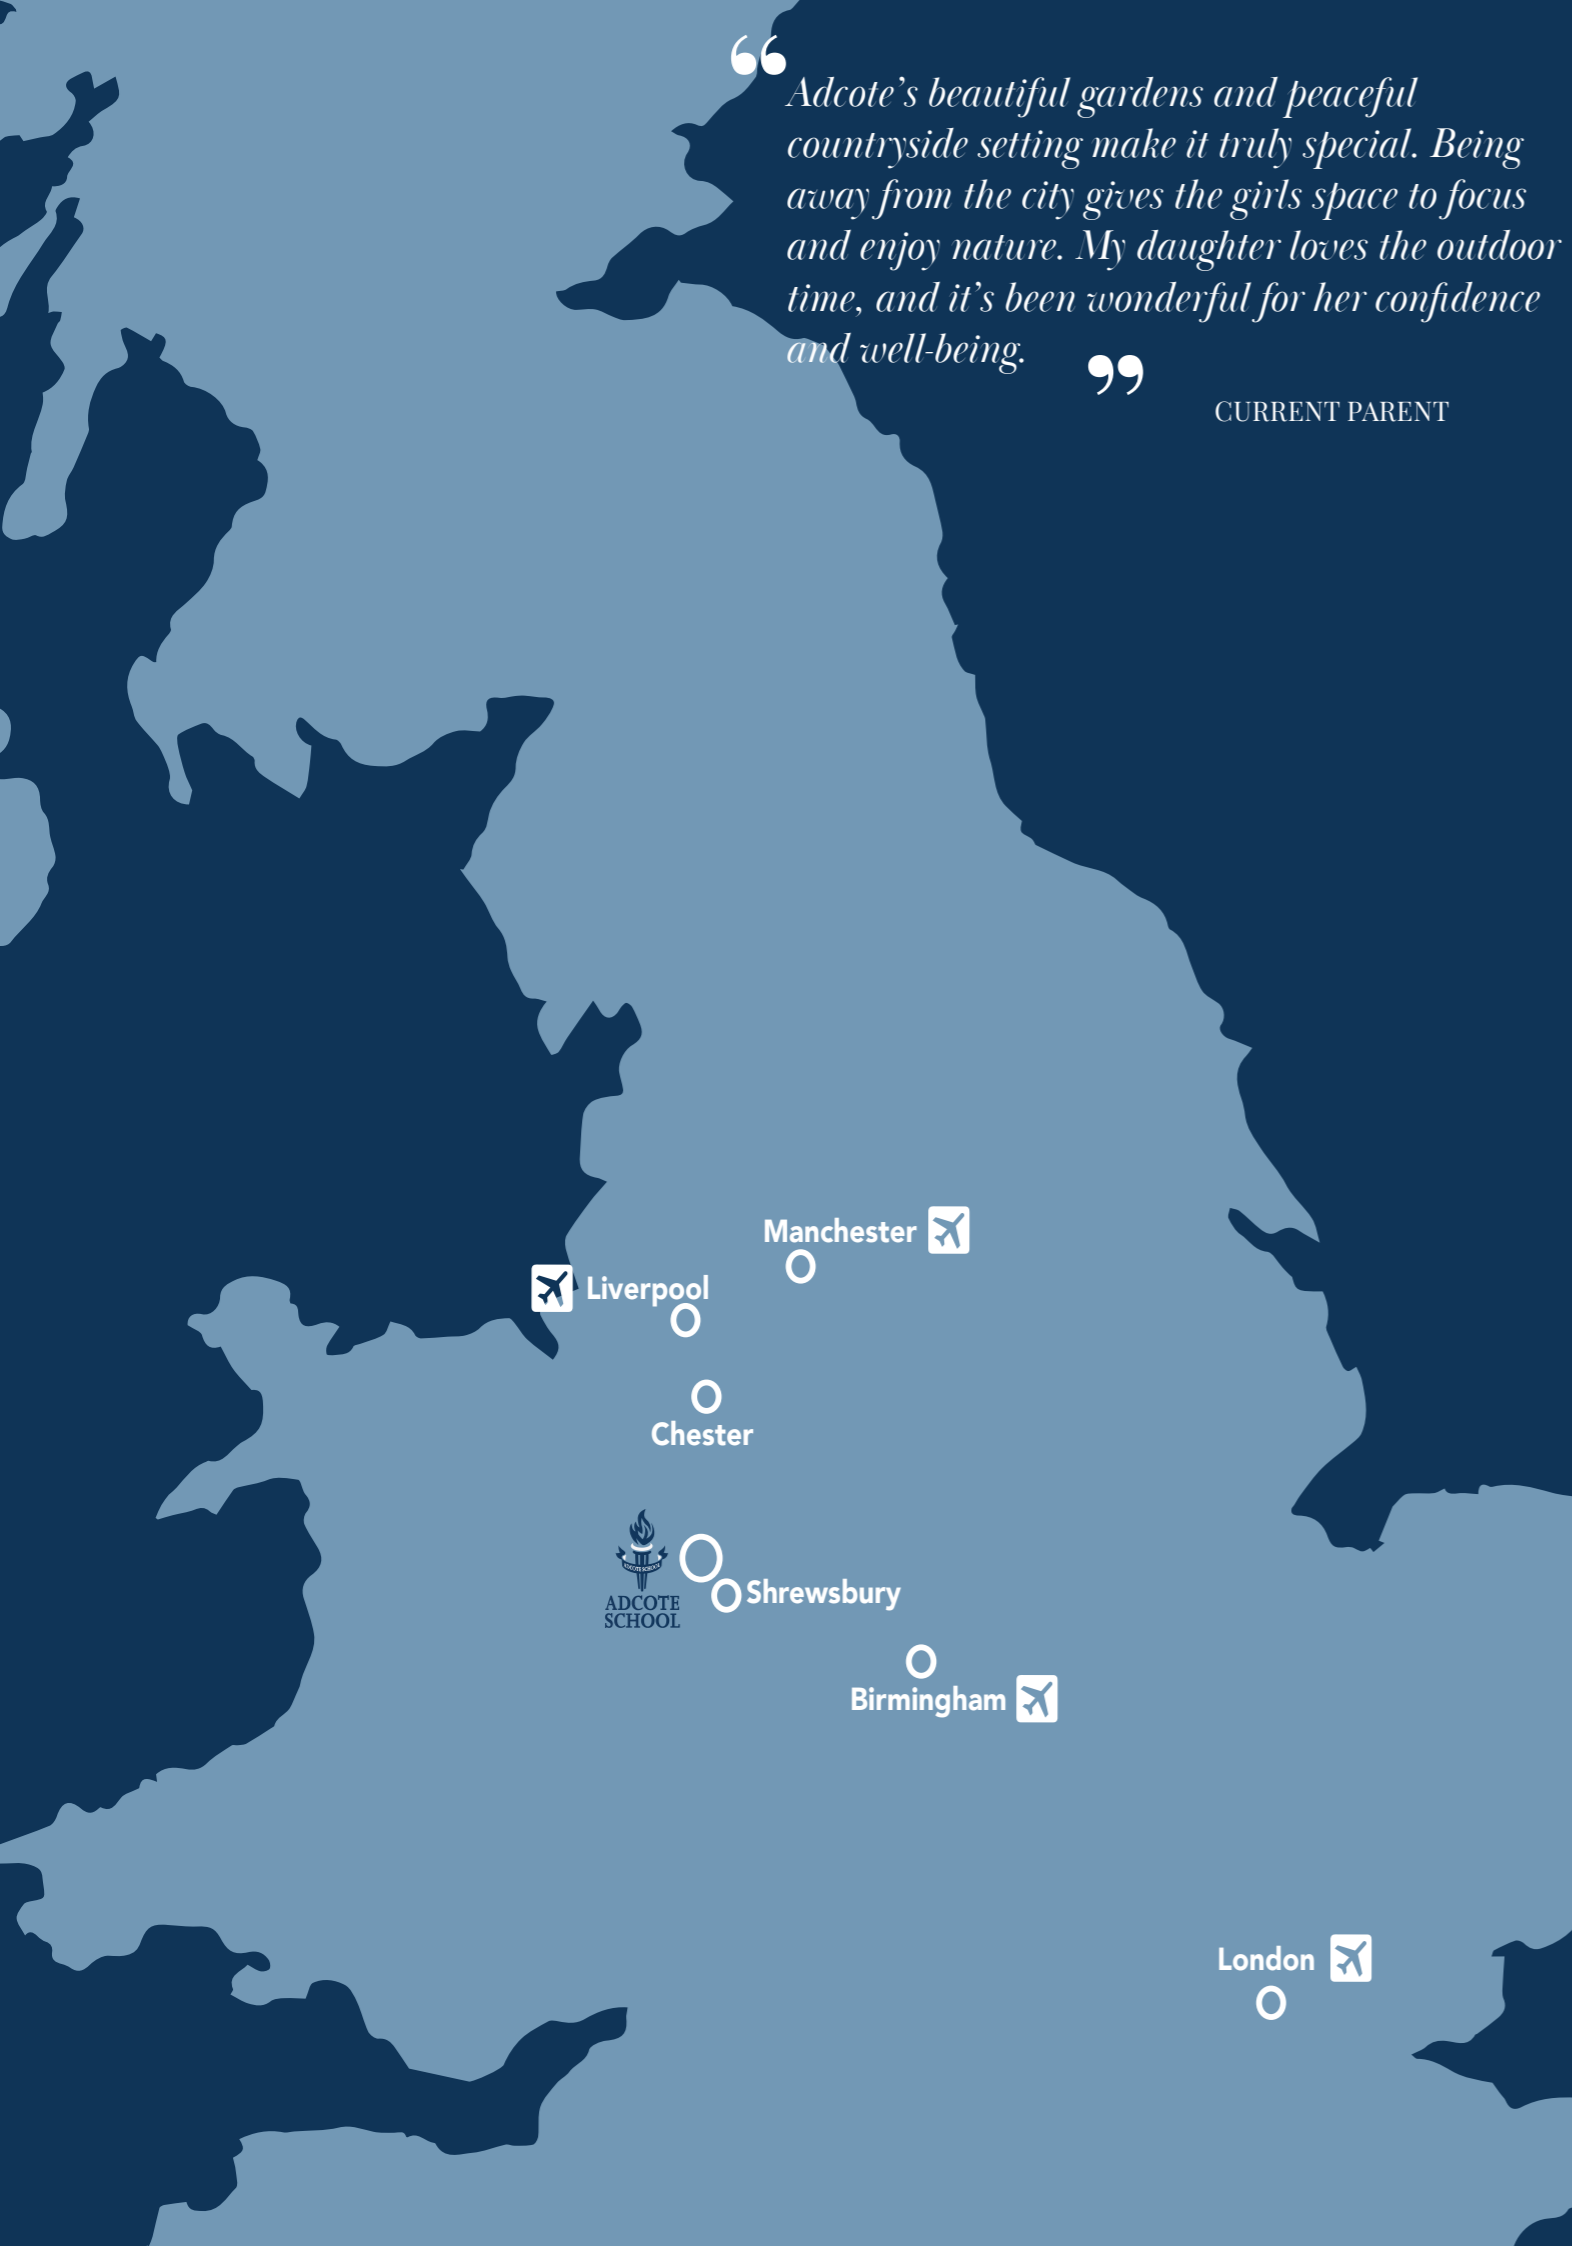 “
Adcote’s beautiful gardens and peaceful
countryside setting make it truly special. Being
away from the city gives the girls space to focus
and enjoy nature. My daughter loves the outdoor
time, and it’s been wonderful for her confidence
and well-being.
”
CURRENT PARENT
Manchester
Liverpool
Chester
ADCOTE SCHOOL
ADCOTE
SCHOOL
Shrewsbury
Birmingham
London